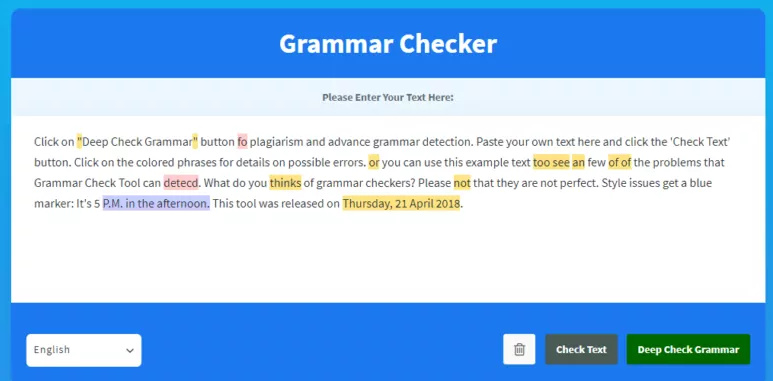 Grammar Checker
Please Enter Your Text Here:
Click on "Deep Check Grammar" button fo plagiarism and advance grammar detection. Paste your own text here and click the 'Check Text'
button. Click on the colored phrases for details on possible errors. or you can use this example text too see an few of of the problems that
Grammar Check Tool can detecd. What do you thinks of grammar checkers? Please not that they are not perfect. Style issues get a blue
marker: It's 5 P.M. in the afternoon. This tool was released on Thursday, 21 April 2018.
English
Check Text
Deep Check Grammar